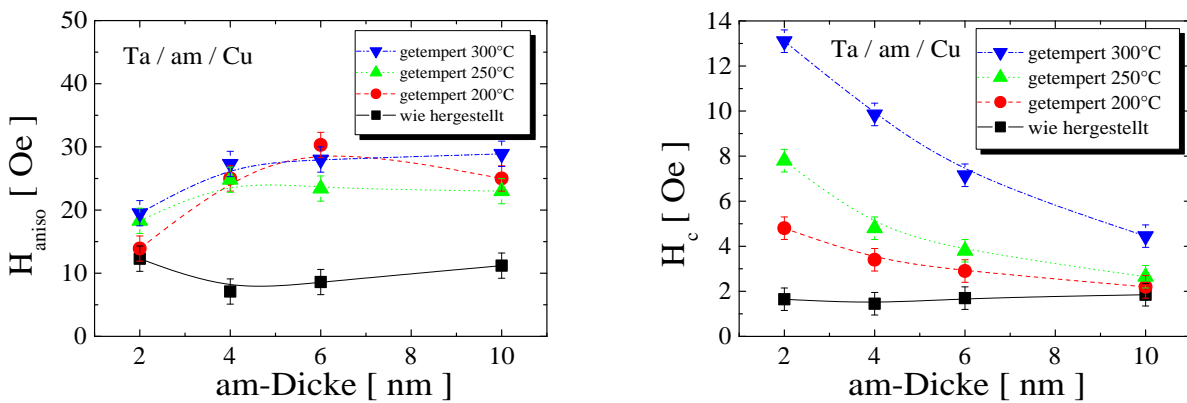 50
40
30
20
10
0
Ta / am / Cu
getempert 300°C
getempert 250°C
getempert 200°C
wie hergestellt
H_aniso [ Oe ]
2 4 6 8 10
am-Dicke [ nm ]
14
12
10
8
6
4
2
0
Ta / am / Cu
getempert 300°C
getempert 250°C
getempert 200°C
wie hergestellt
H_c [ Oe ]
2 4 6 8 10
am-Dicke [ nm ]